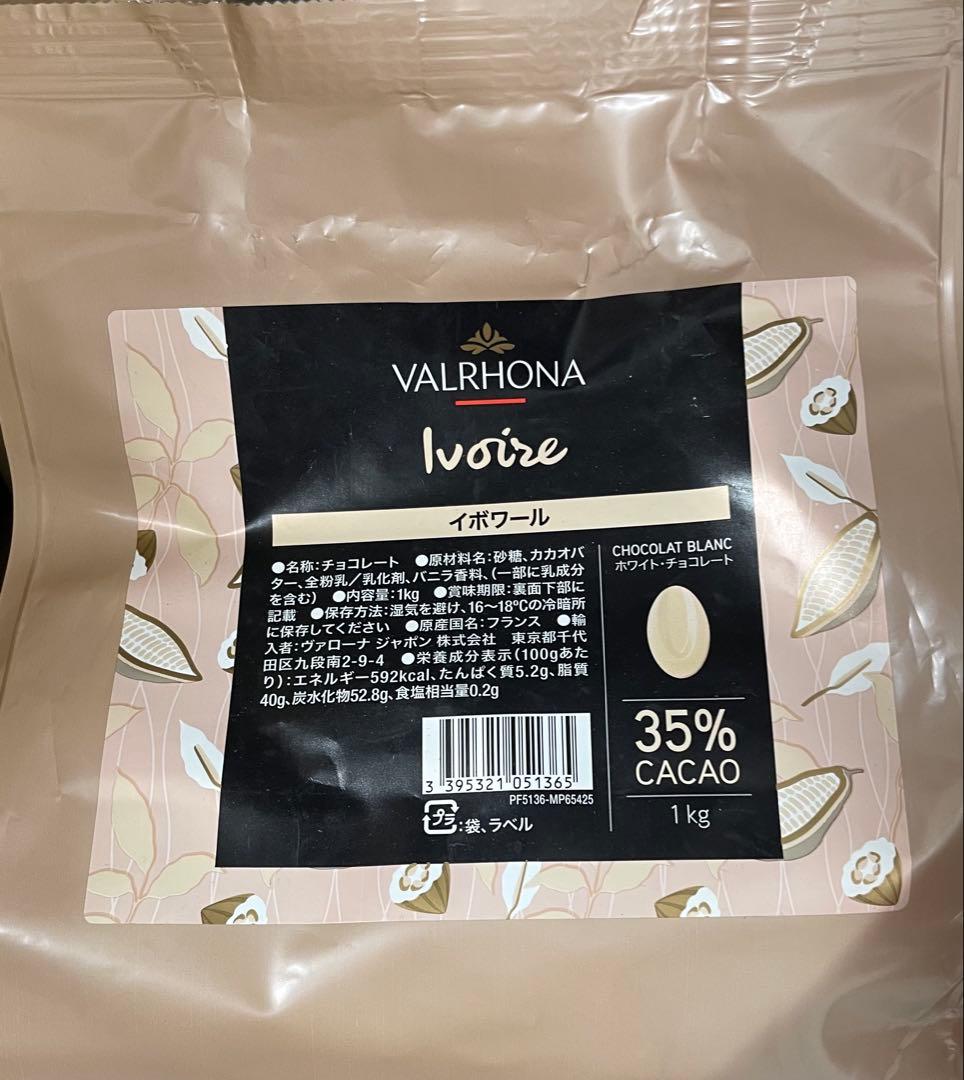 VALRHONA
Ivoire
イボワール
●名称:チョコレート ●原材料名:砂糖、カカオバ
ター、全粉乳/乳化剤、バニラ香料、(一部に乳成分
を含む) ●内容量:1kg ●賞味期限:裏面下部に
記載 ●保存方法:湿気を避け、16〜18℃の冷暗所
に保存してください ●原産国名:フランス ●輸
入者:ヴァローナ ジャポン 株式会社 東京都千代
田区九段南2-9-4 ●栄養成分表示(100gあた
り):エネルギー592kcal、たんぱく質5.2g、脂質
40g、炭水化物52.8g、食塩相当量0.2g
3 395321 051365
PF5136-MP65425
プラ:袋、ラベル
CHOCOLAT BLANC
ホワイト・チョコレート
35%
CACAO
1 kg